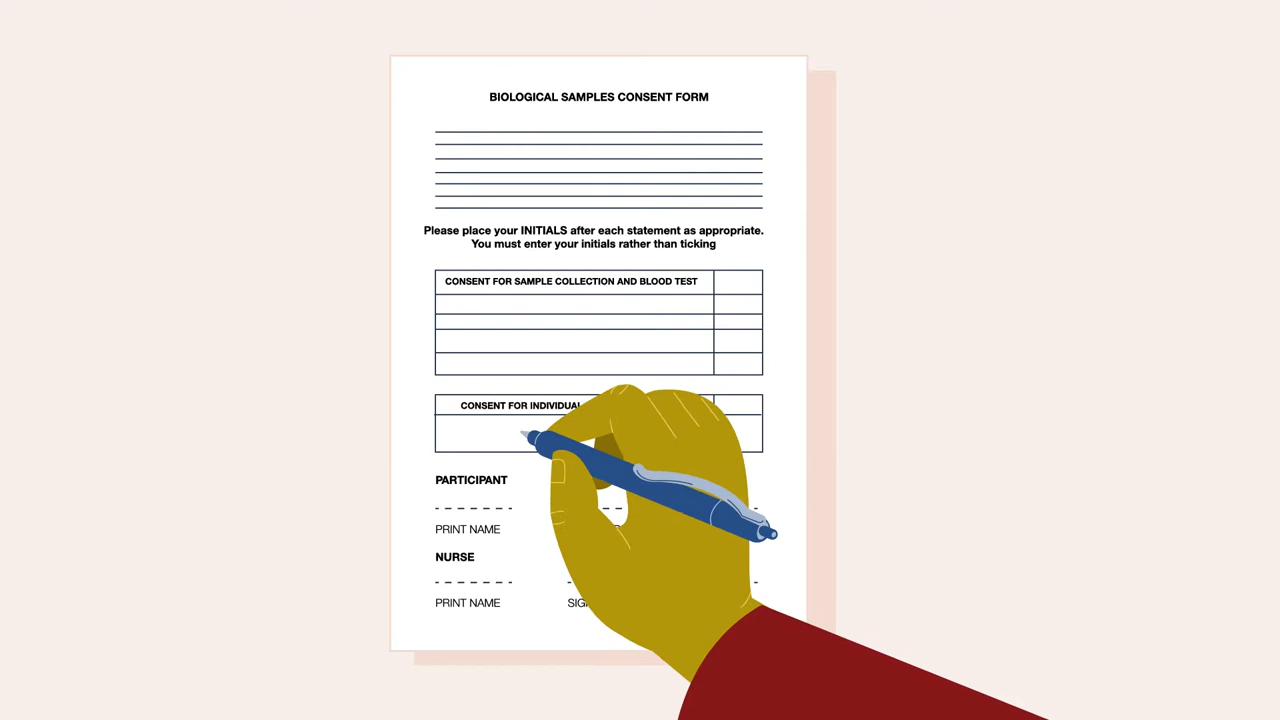 BIOLOGICAL SAMPLES CONSENT FORM
Please place your INITIALS after each statement as appropriate.
You must enter your initials rather than ticking
CONSENT FOR SAMPLE COLLECTION AND BLOOD TEST
CONSENT FOR INDIVIDUAL
PARTICIPANT
PRINT NAME
NURSE
PRINT NAME